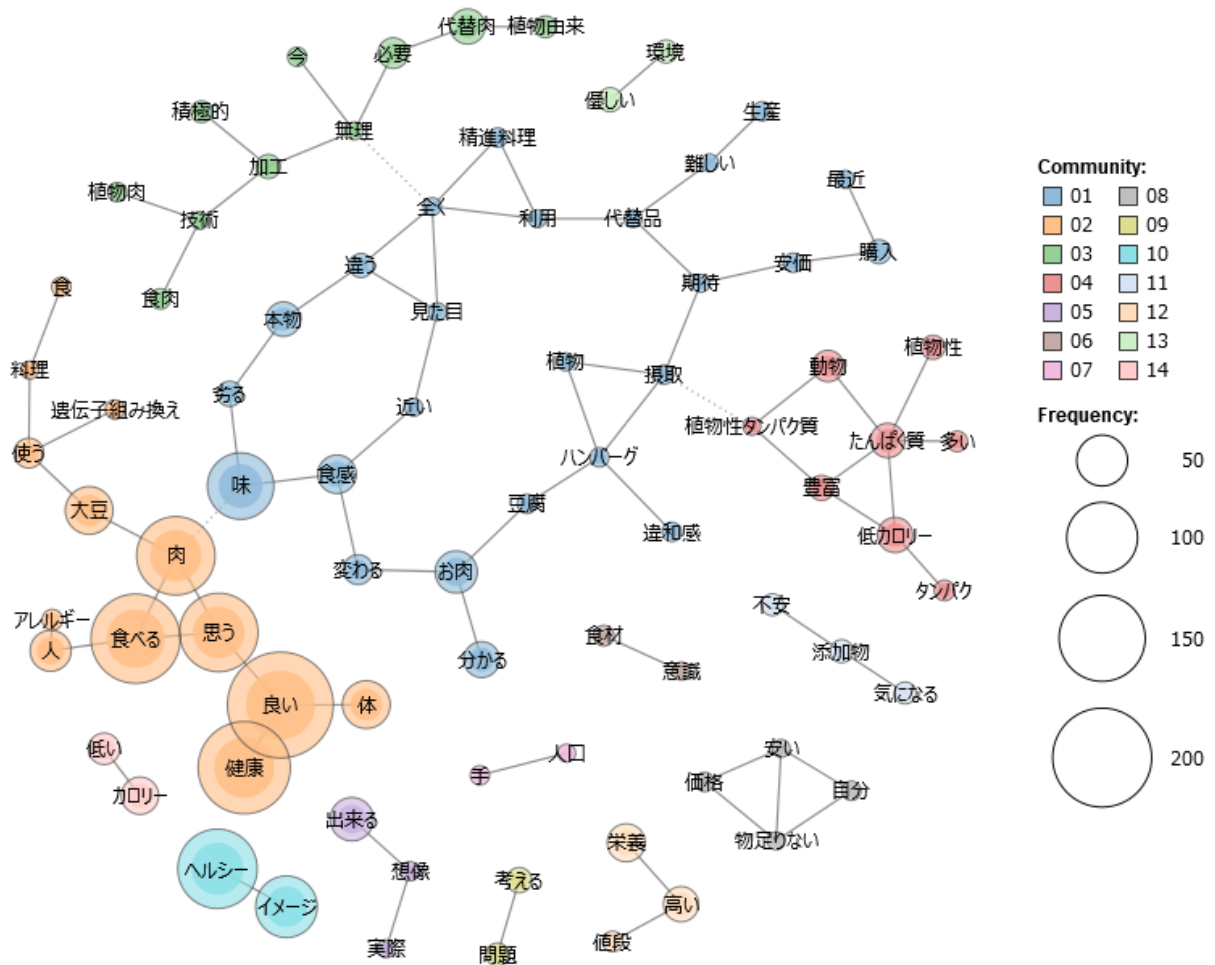 代替肉
植物由来
今
必要
環境
優しい
積極的
無理
精進料理
生産
加工
難しい
植物肉
技術
全く
利用
代替品
最近
購入
安価
食
食肉
違う
期待
本物
見た目
料理
劣る
植物
摂取
動物
植物性
遺伝子組み換え
近い
植物性タンパク質
たんぱく質
多い
使う
味
食感
ハンバーグ
豊富
大豆
豆腐
違和感
低カロリー
肉
変わる
お肉
タンパク
アレルギー
人
食べる
思う
分かる
食材
意識
不安
添加物
気になる
良い
体
健康
低い
カロリー
手
人口
安い
価格
自分
物足りない
出来る
想像
実際
栄養
高い
値段
ヘルシー
イメージ
考える
問題
Community:
01
02
03
04
05
06
07
08
09
10
11
12
13
14
Frequency:
50
100
150
200